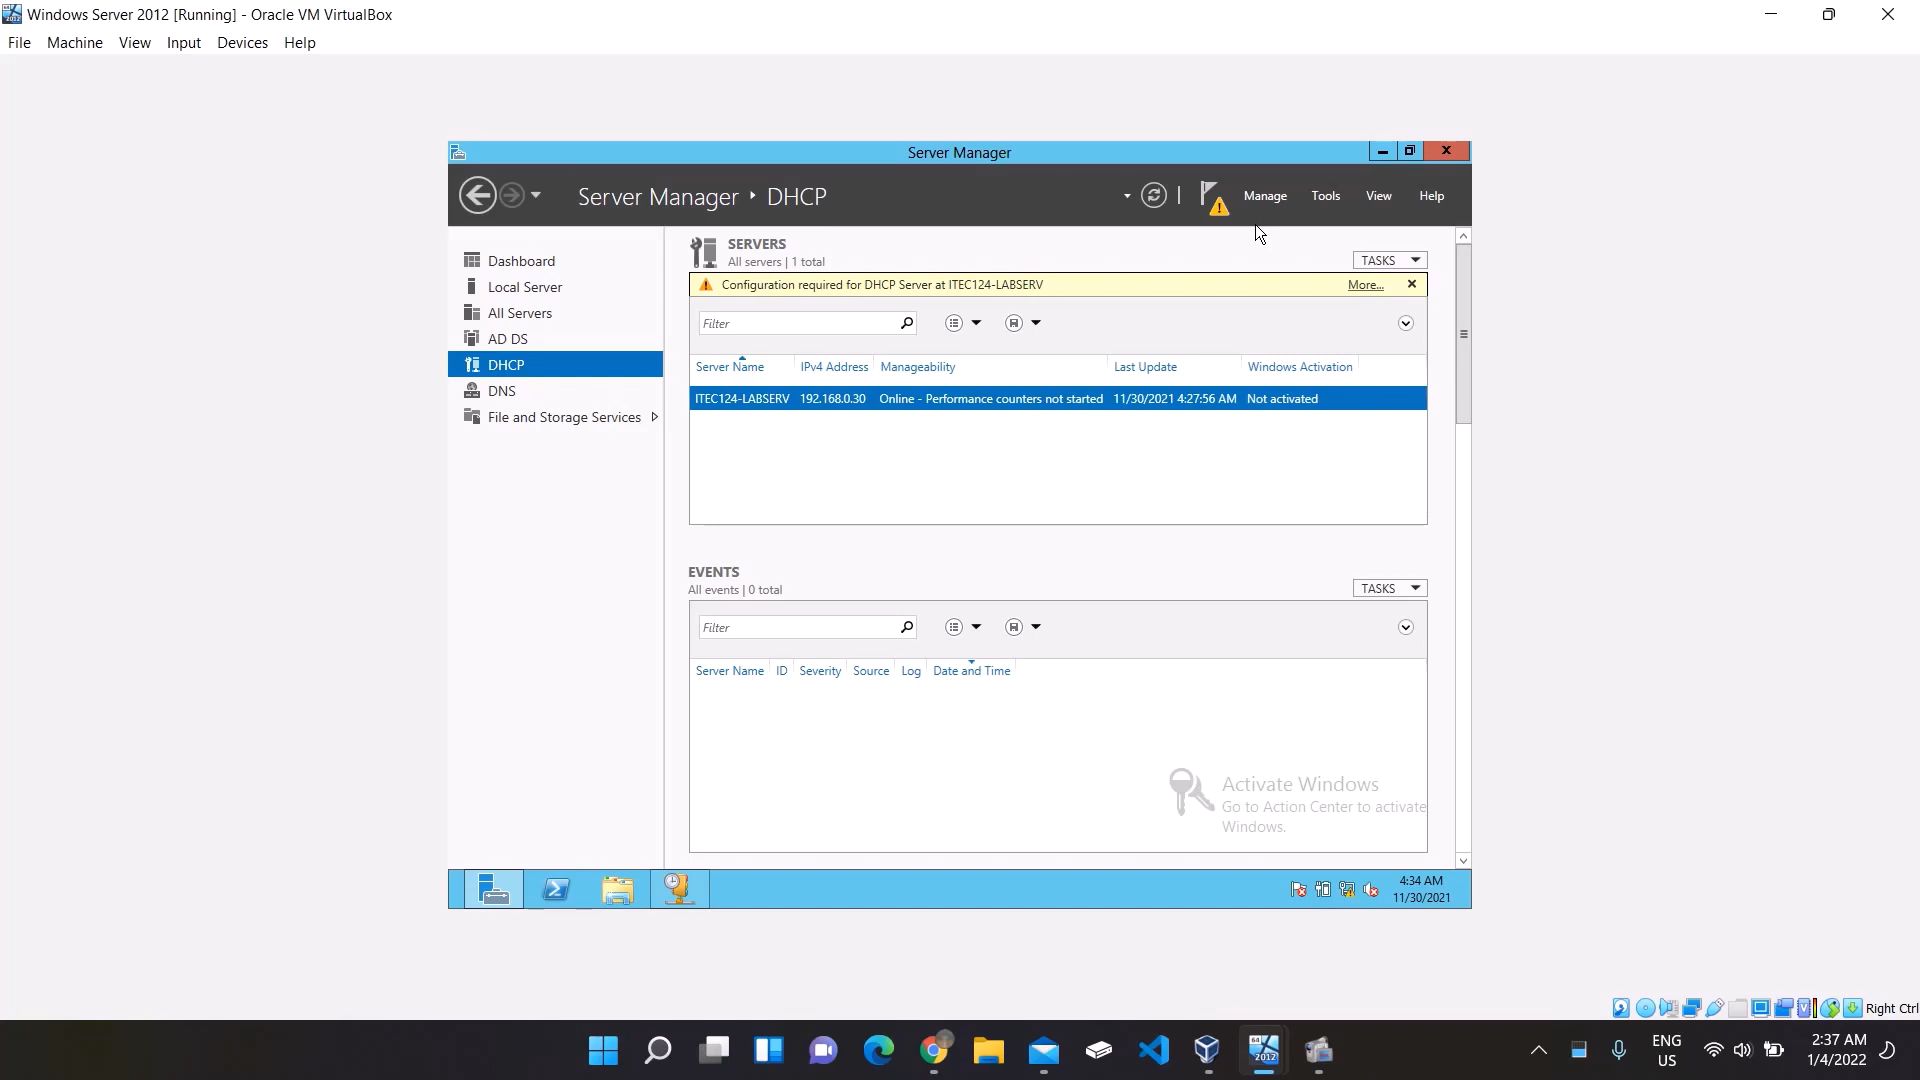 Windows Server 2012 [Running] - Oracle VM VirtualBox
File Machine View Input Devices Help
Server Manager
Server Manager ‣ DHCP
Manage Tools View Help
Dashboard
Local Server
All Servers
AD DS
DHCP
DNS
File and Storage Services
SERVERS
All servers | 1 total
TASKS
Configuration required for DHCP Server at ITEC124-LABSERV More...
Filter
Server Name IPv4 Address Manageability Last Update Windows Activation
ITEC124-LABSERV 192.168.0.30 Online - Performance counters not started 11/30/2021 4:27:56 AM Not activated
EVENTS
All events | 0 total
TASKS
Filter
Server Name ID Severity Source Log Date and Time
Activate Windows
Go to Action Center to activate
Windows.
4:34 AM
11/30/2021
Right Ctrl
2012
ENG
US
2:37 AM
1/4/2022